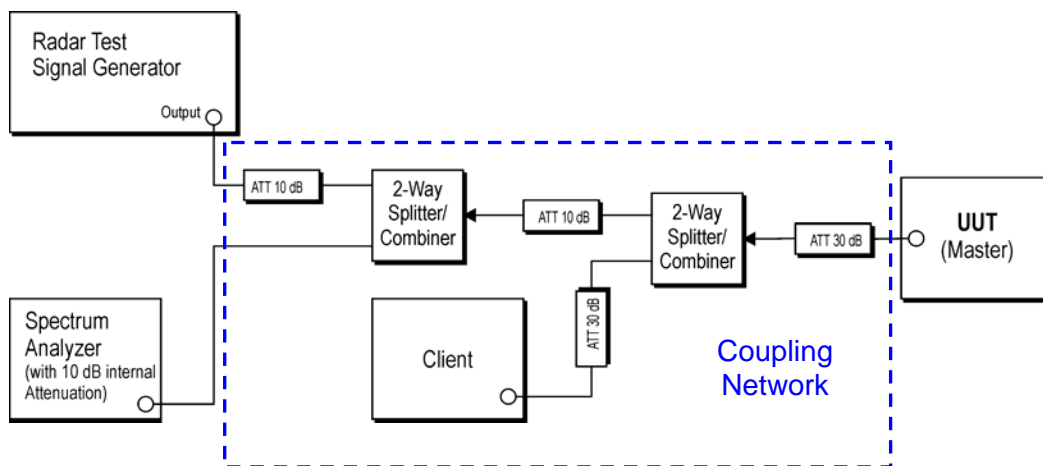 Radar Test
Signal Generator
Output
ATT 10 dB
2-Way
Splitter/
Combiner
ATT 10 dB
2-Way
Splitter/
Combiner
ATT 30 dB
UUT
(Master)
Spectrum
Analyzer
(with 10 dB internal
Attenuation)
Client
ATT 30 dB
Coupling
Network